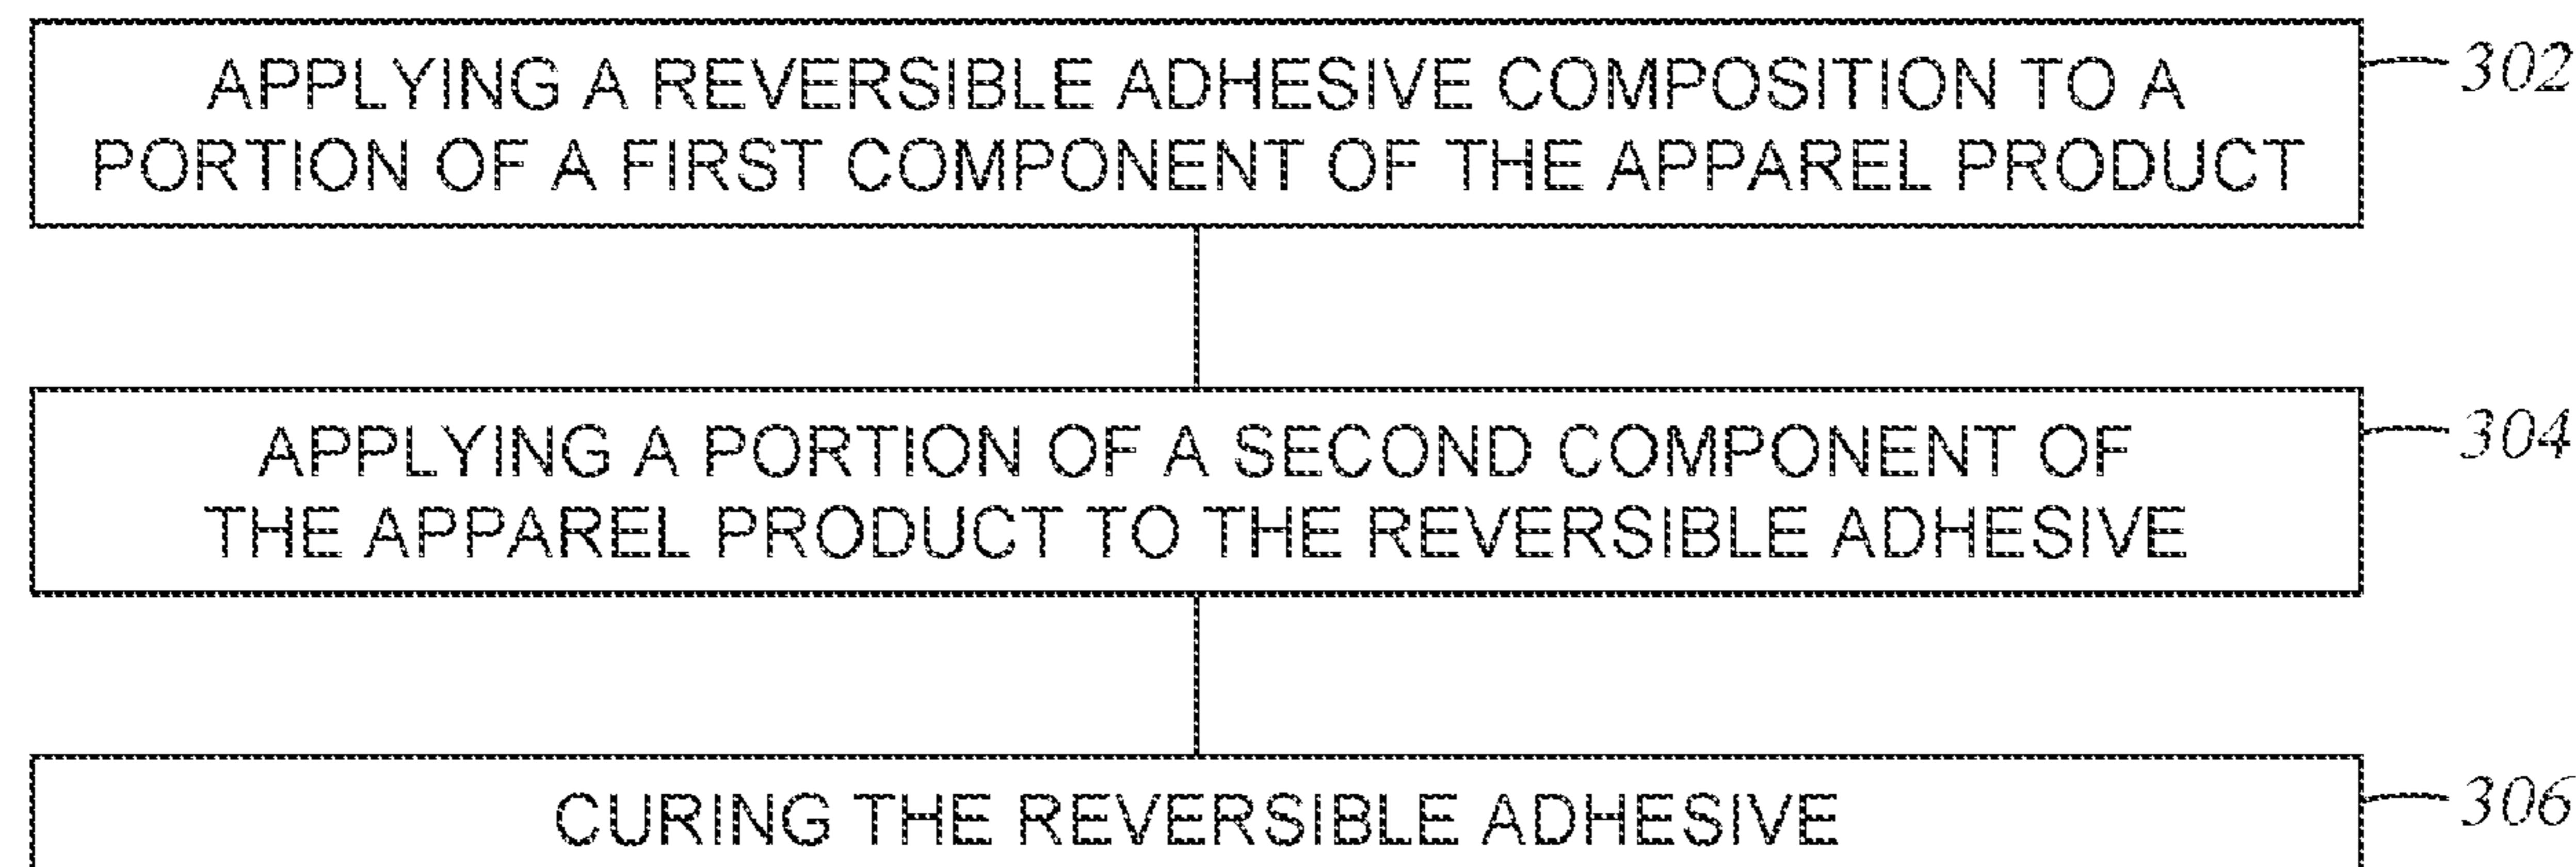 APPLYING A REVERSIBLE ADHESIVE COMPOSITION TO A
PORTION OF A FIRST COMPONENT OF THE APPAREL PRODUCT
302
APPLYING A PORTION OF A SECOND COMPONENT OF
THE APPAREL PRODUCT TO THE REVERSIBLE ADHESIVE
304
CURING THE REVERSIBLE ADHESIVE
306